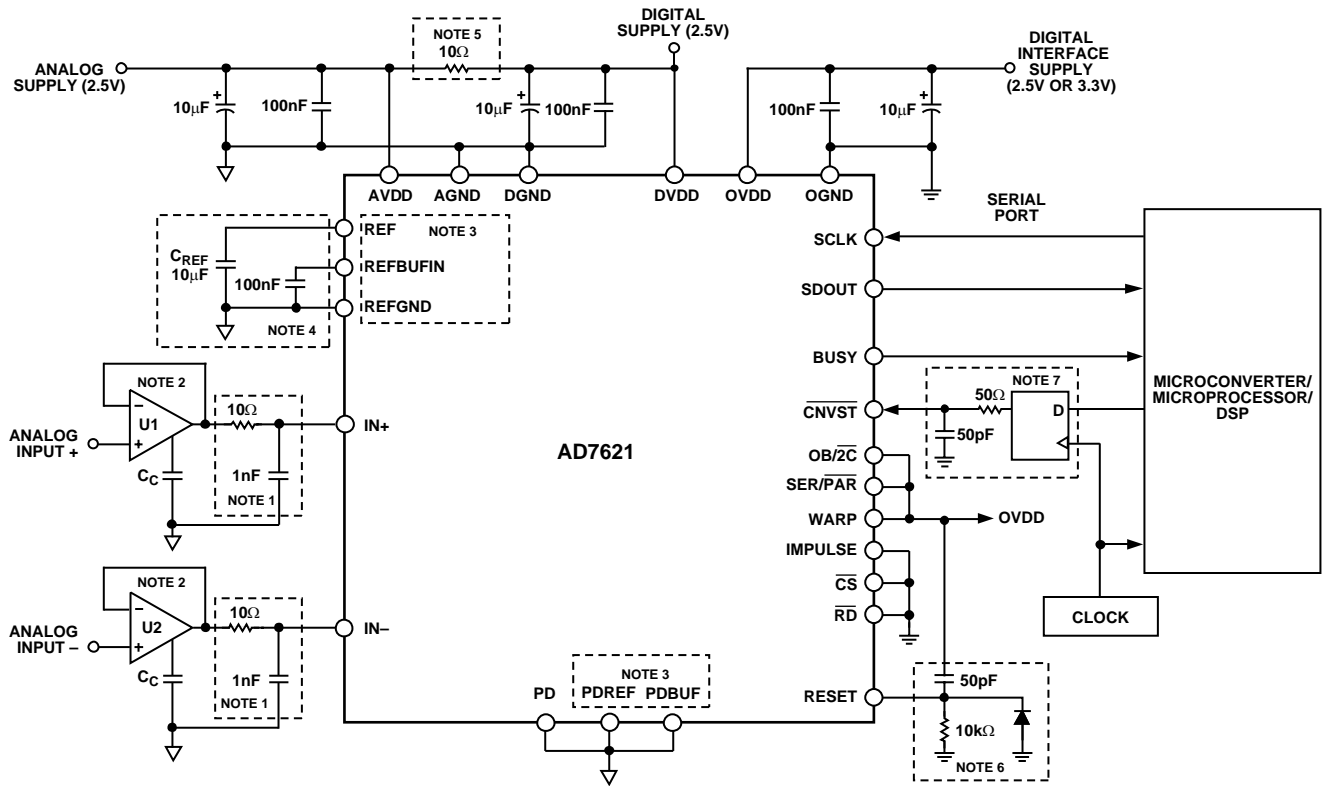 ANALOG
SUPPLY (2.5V)
NOTE 5
10Ω
DIGITAL
SUPPLY (2.5V)
DIGITAL
INTERFACE
SUPPLY
(2.5V OR 3.3V)
10μF
+
100nF
10μF
+
100nF
100nF
10μF
+
AVDD
AGND
DGND
DVDD
OVDD
OGND
CREF
10μF
100nF
NOTE 4
REF
NOTE 3
REFBUFIN
REFGND
SERIAL
PORT
SCLK
SDOUT
BUSY
CNVST
OB/2C
SER/PAR
WARP
IMPULSE
CS
RD
RESET
NOTE 7
50Ω
D
50pF
OVDD
MICROCONVERTER/
MICROPROCESSOR/
DSP
CLOCK
AD7621
NOTE 2
−
U1
+
ANALOG
INPUT +
CC
10Ω
1nF
NOTE 1
IN+
NOTE 2
−
U2
+
ANALOG
INPUT −
CC
10Ω
1nF
NOTE 1
IN−
NOTE 3
PD
PDREF
PDBUF
50pF
10kΩ
NOTE 6